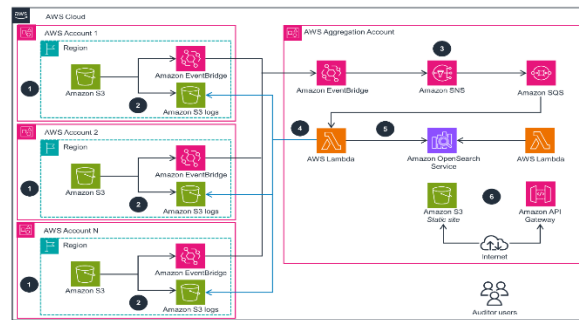 aws
AWS Cloud
AWS Account 1
Region
1
Amazon S3
Amazon EventBridge
2
Amazon S3 logs
AWS Account 2
Region
1
Amazon S3
Amazon EventBridge
2
Amazon S3 logs
AWS Account N
Region
1
Amazon S3
Amazon EventBridge
2
Amazon S3 logs
AWS Aggregation Account
3
Amazon EventBridge
Amazon SNS
Amazon SQS
4
5
AWS Lambda
Amazon OpenSearch
Service
AWS Lambda
6
Amazon S3
Static site
Amazon API
Gateway
Internet
Auditor users